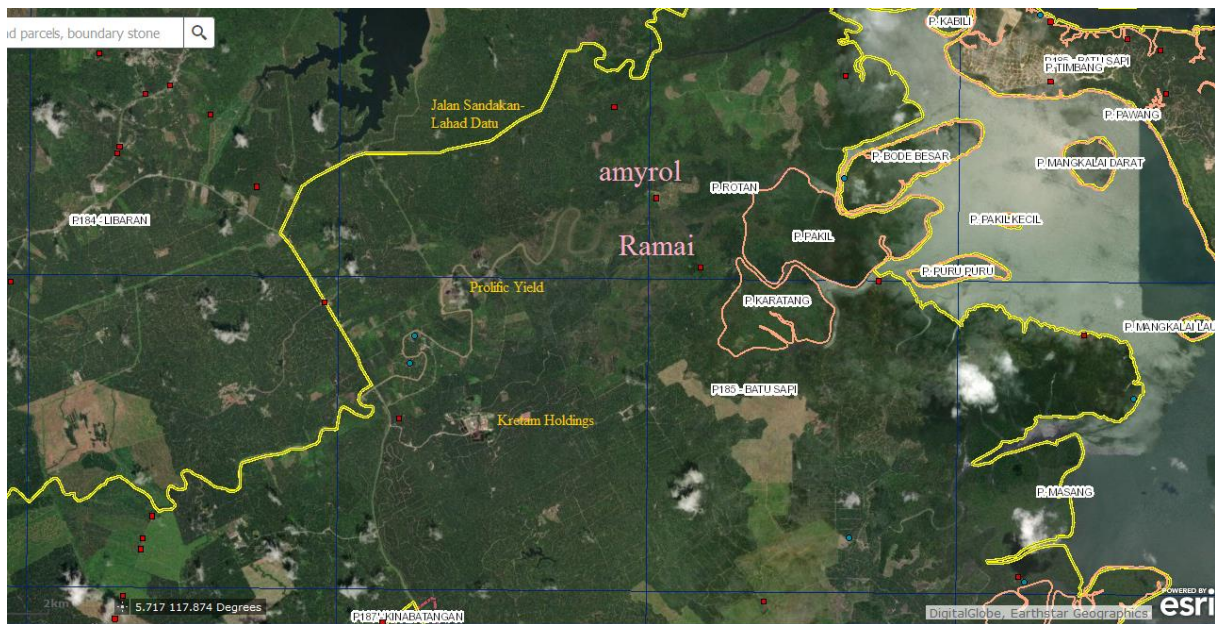 nd parcels, boundary stone
P. KABILI
P185 - BATU SAPI
P. TIMBANG
Jalan Sandakan-
Lahad Datu
P. PAWANG
P. BODE BESAR
P. MANGKALAI DARAT
amyrol
P. ROTAN
P184 - LIBARAN
P. PAKIL KECIL
P. PAKIL
Ramai
P. PURU PURU
Prolific Yield
P. KARATANG
P. MANGKALAI LAU
P185 - BATU SAPI
Kretam Holdings
P. MASANG
2km
5.717 117.874 Degrees
P187 - KINABATANGAN
DigitalGlobe, Earthstar Geographics
POWERED BY
esri